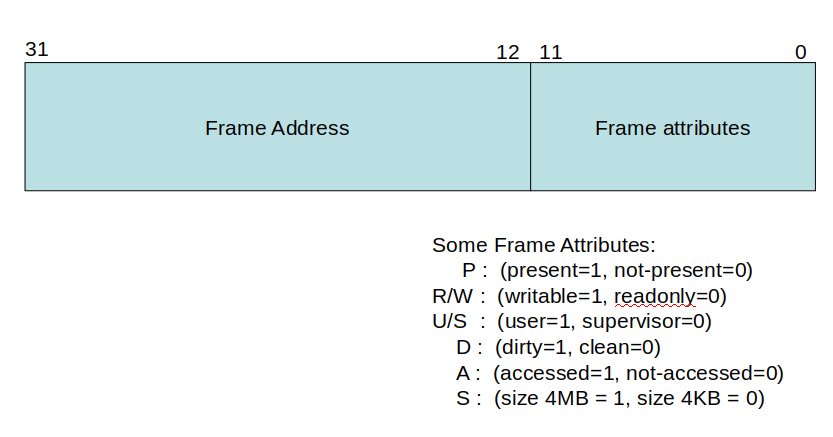 31 12 11 0
Frame Address Frame attributes
Some Frame Attributes:
P : (present=1, not-present=0)
R/W : (writable=1, readonly=0)
U/S : (user=1, supervisor=0)
D : (dirty=1, clean=0)
A : (accessed=1, not-accessed=0)
S : (size 4MB = 1, size 4KB = 0)